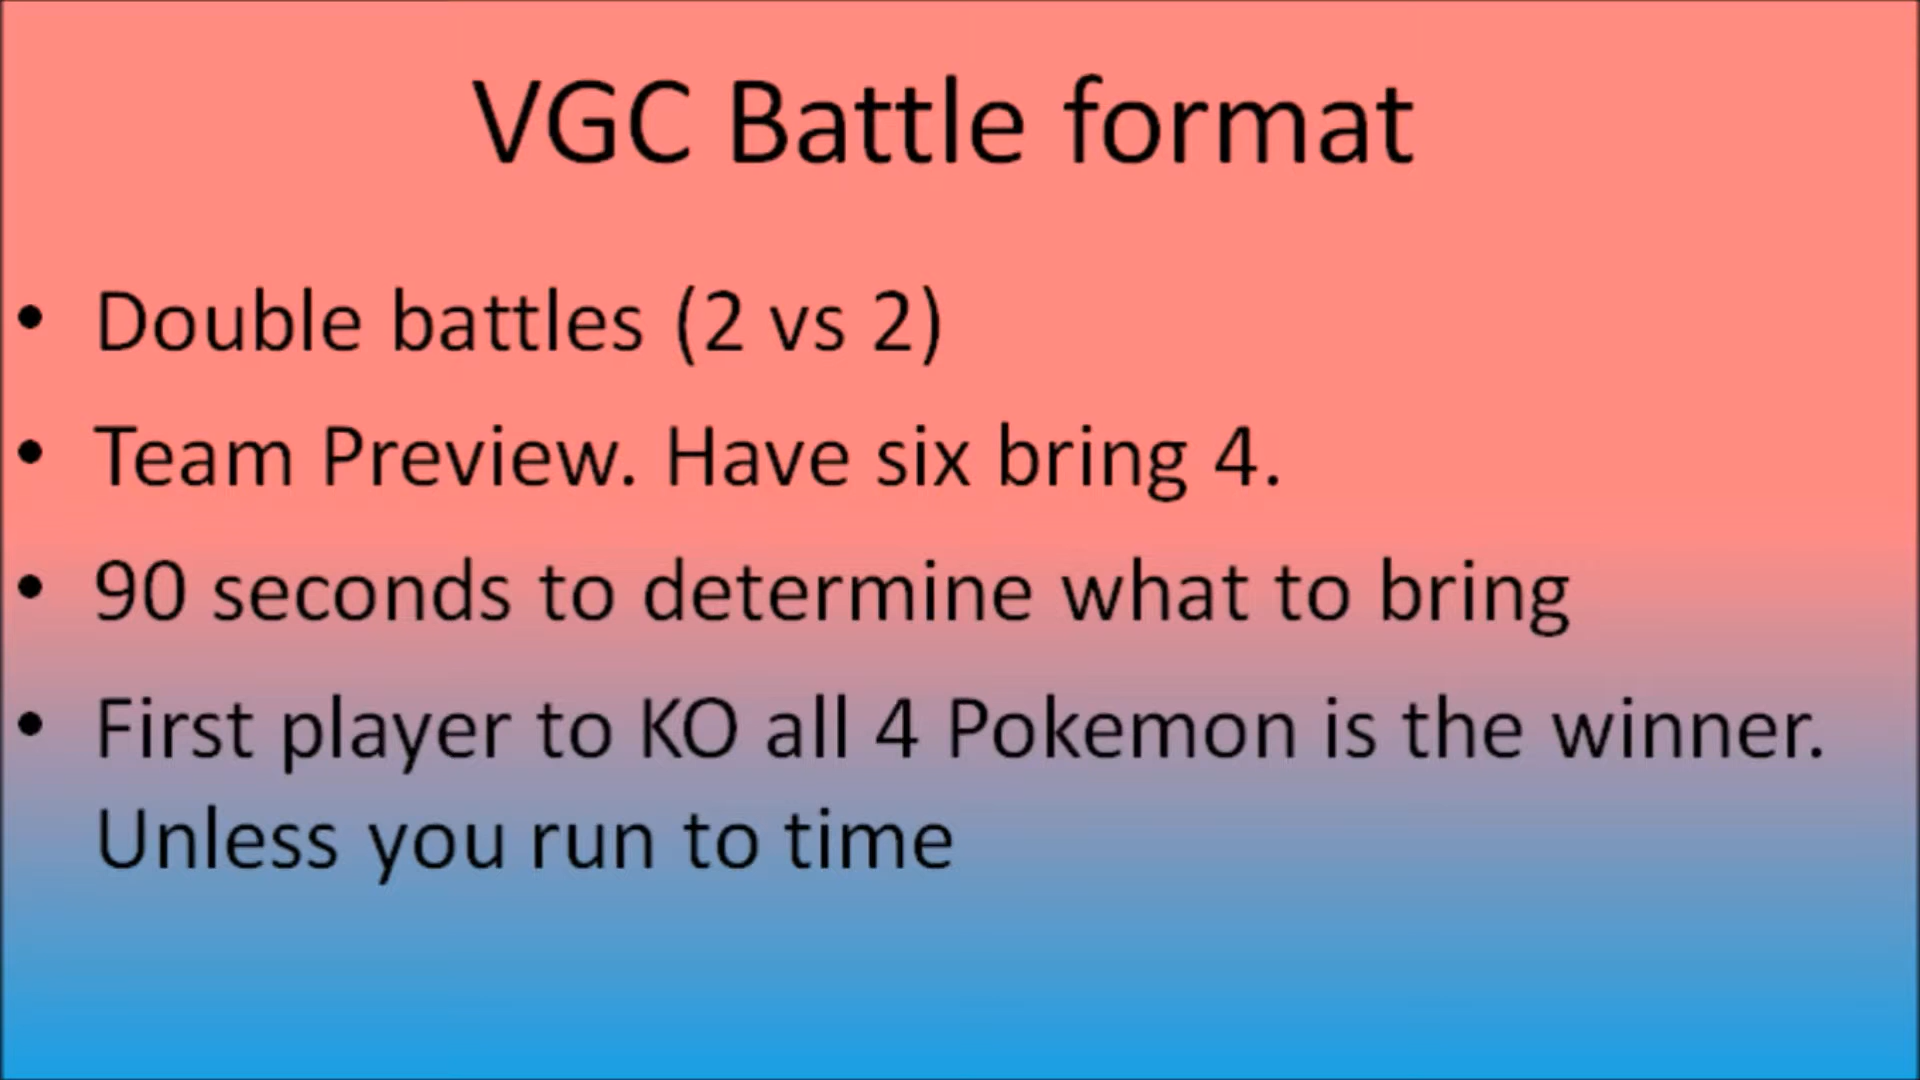 VGC Battle format
• Double battles (2 vs 2)
• Team Preview. Have six bring 4.
• 90 seconds to determine what to bring
• First player to KO all 4 Pokemon is the winner.
Unless you run to time